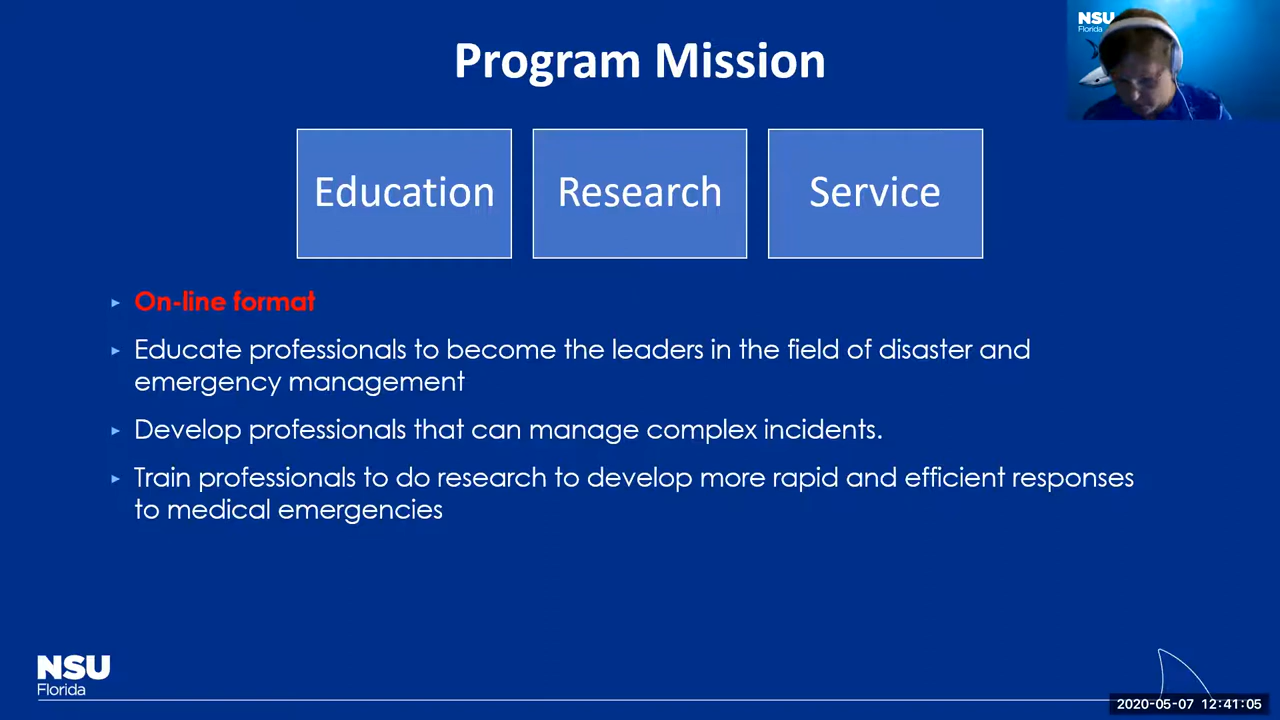 Program Mission
NSU
Florida
Education
Research
Service
On-line format
Educate professionals to become the leaders in the field of disaster and
emergency management
Develop professionals that can manage complex incidents.
Train professionals to do research to develop more rapid and efficient responses
to medical emergencies
NSU
Florida
2020-05-07 12:41:05